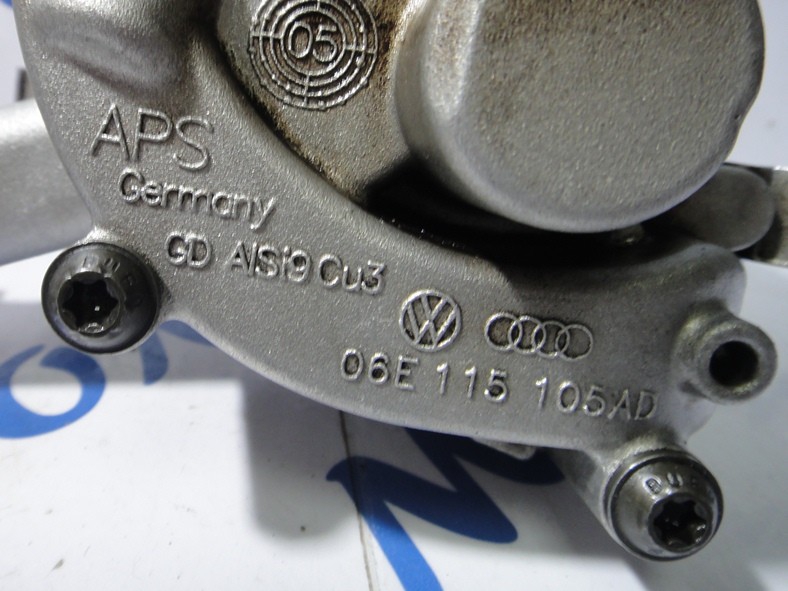 05
APS
Germany
GD AlSi9 Cu3
06E 115 105AD